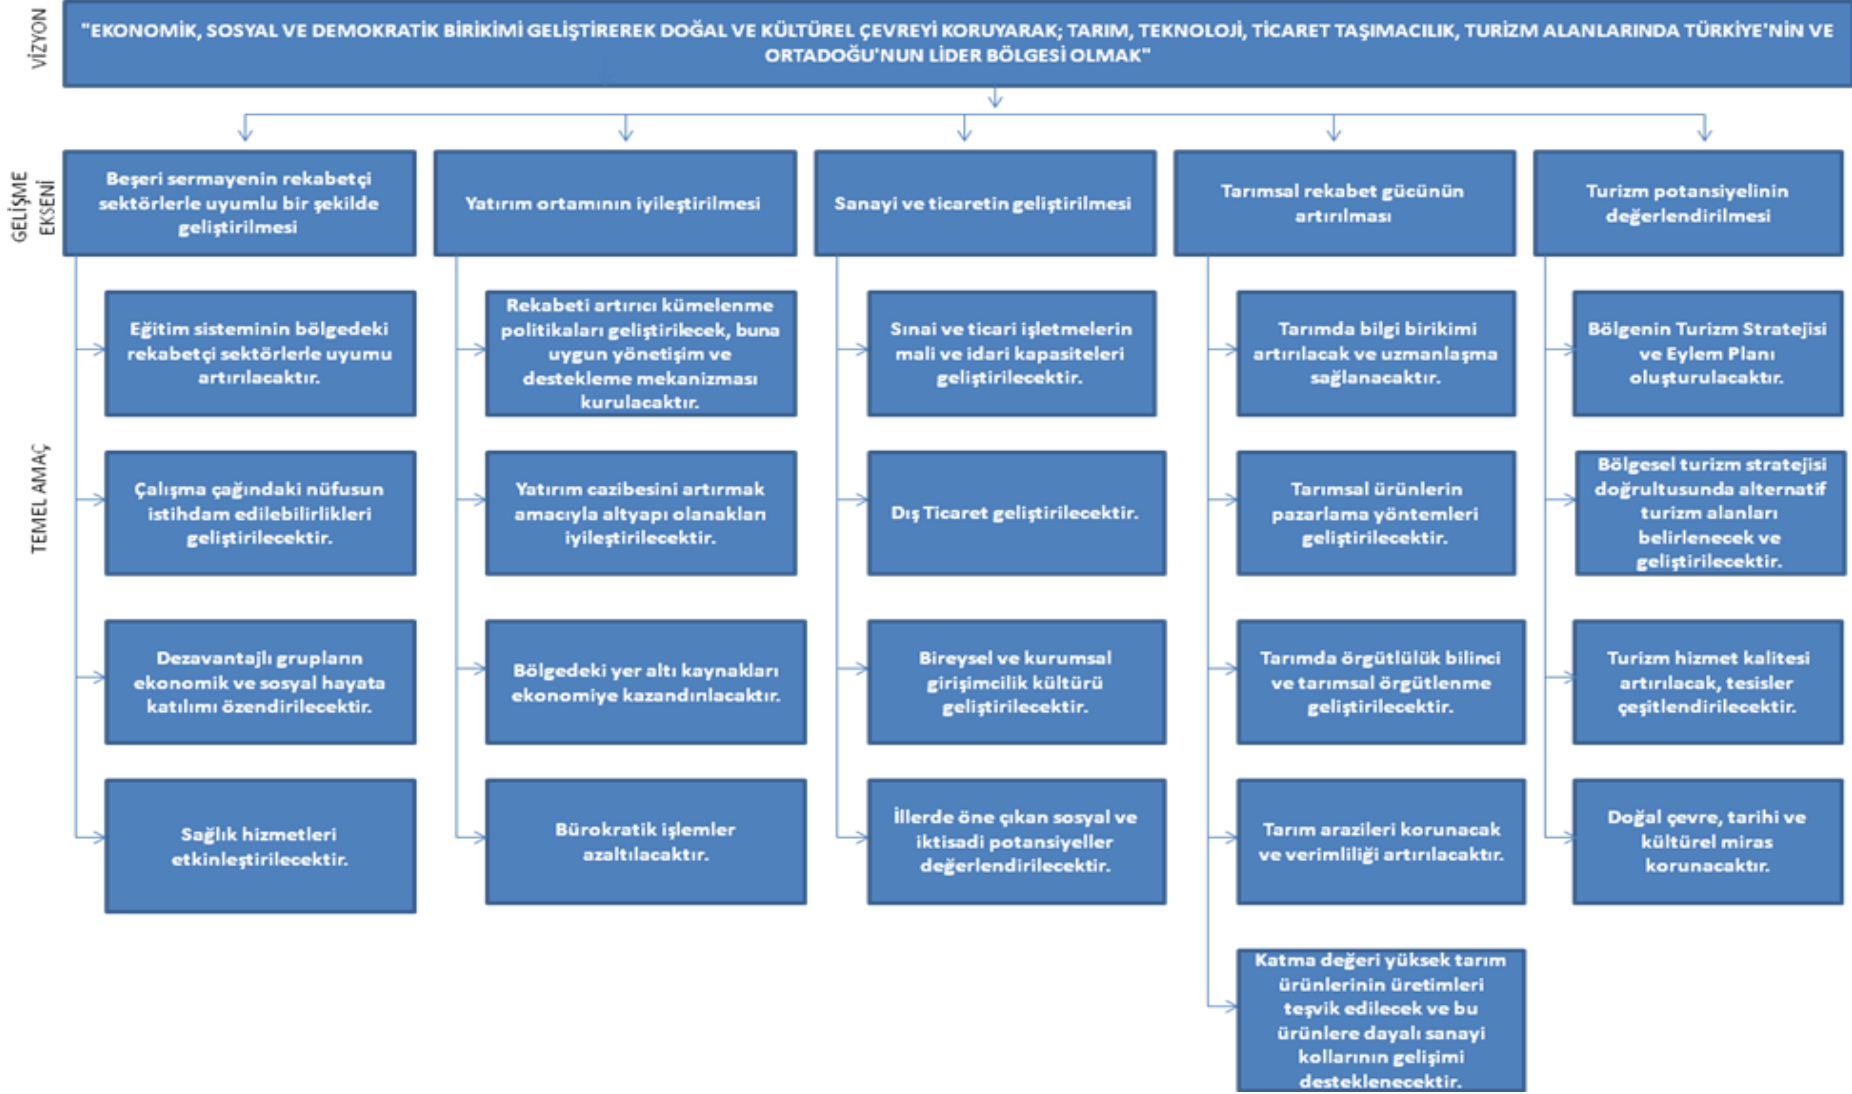 VİZYON
"EKONOMİK, SOSYAL VE DEMOKRATİK BİRİKİMİ GELİŞTİREREK DOĞAL VE KÜLTÜREL ÇEVREYİ KORUYARAK; TARIM, TEKNOLOJİ, TİCARET TAŞIMACILIK, TURİZM ALANLARINDA TÜRKİYE'NİN VE
ORTADOĞU'NUN LİDER BÖLGESİ OLMAK"
GELİŞME
EKSENİ
Beşeri sermayenin rekabetçi
sektörlerle uyumlu bir şekilde
geliştirilmesi
Yatırım ortamının iyileştirilmesi
Sanayi ve ticaretin geliştirilmesi
Tarımsal rekabet gücünün
artırılması
Turizm potansiyelinin
değerlendirilmesi
TEMEL AMAÇ
Eğitim sisteminin bölgedeki
rekabetçi sektörlerle uyumu
artırılacaktır.
Rekabeti artırıcı kümelenme
politikaları geliştirilecek, buna
uygun yönetişim ve
destekleme mekanizması
kurulacaktır.
Sınai ve ticari işletmelerin
mali ve idari kapasiteleri
geliştirilecektir.
Tarımda bilgi birikimi
artırılacak ve uzmanlaşma
sağlanacaktır.
Bölgenin Turizm Stratejisi
ve Eylem Planı
oluşturulacaktır.
Çalışma çağındaki nüfusun
istihdam edilebilirlikleri
geliştirilecektir.
Yatırım cazibesini artırmak
amacıyla altyapı olanakları
iyileştirilecektir.
Dış Ticaret geliştirilecektir.
Tarımsal ürünlerin
pazarlama yöntemleri
geliştirilecektir.
Bölgesel turizm stratejisi
doğrultusunda alternatif
turizm alanları
belirlenecek ve
geliştirilecektir.
Dezavantajlı grupların
ekonomik ve sosyal hayata
katılımı özendirilecektir.
Bölgedeki yer altı kaynakları
ekonomiye kazandırılacaktır.
Bireysel ve kurumsal
girişimcilik kültürü
geliştirilecektir.
Tarımda örgütlülük bilinci
ve tarımsal örgütlenme
geliştirilecektir.
Turizm hizmet kalitesi
artırılacak, tesisler
çeşitlendirilecektir.
Sağlık hizmetleri
etkinleştirilecektir.
Bürokratik işlemler
azaltılacaktır.
İllerde öne çıkan sosyal ve
iktisadi potansiyeller
değerlendirilecektir.
Tarım arazileri korunacak
ve verimliliği artırılacaktır.
Doğal çevre, tarihi ve
kültürel miras
korunacaktır.
Katma değeri yüksek tarım
ürünlerinin üretimleri
teşvik edilecek ve bu
ürünlere dayalı sanayi
kollarının gelişimi
desteklenecektir.